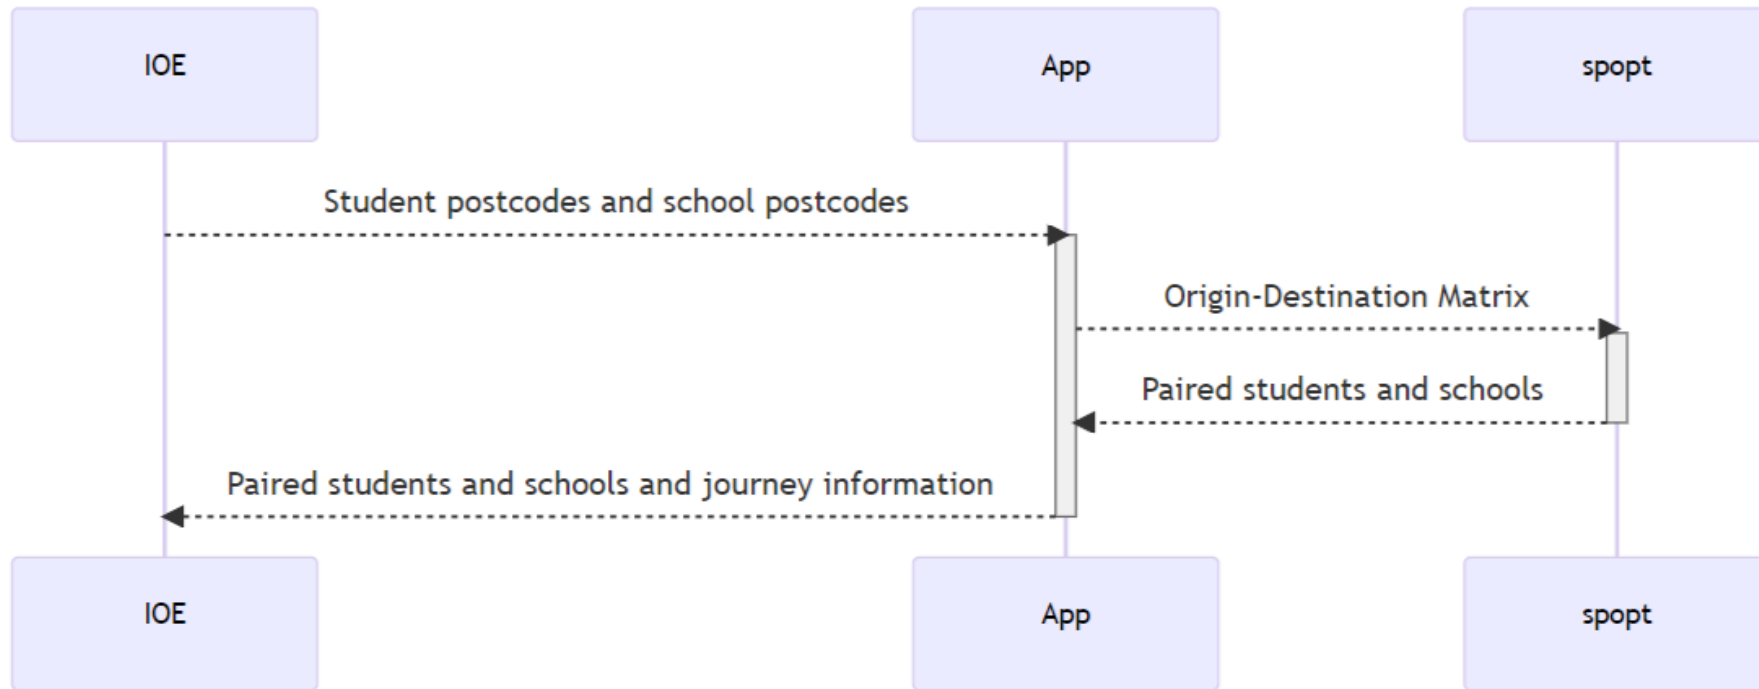 IOE
App
spopt
Student postcodes and school postcodes
Origin-Destination Matrix
Paired students and schools
Paired students and schools and journey information
IOE
App
spopt